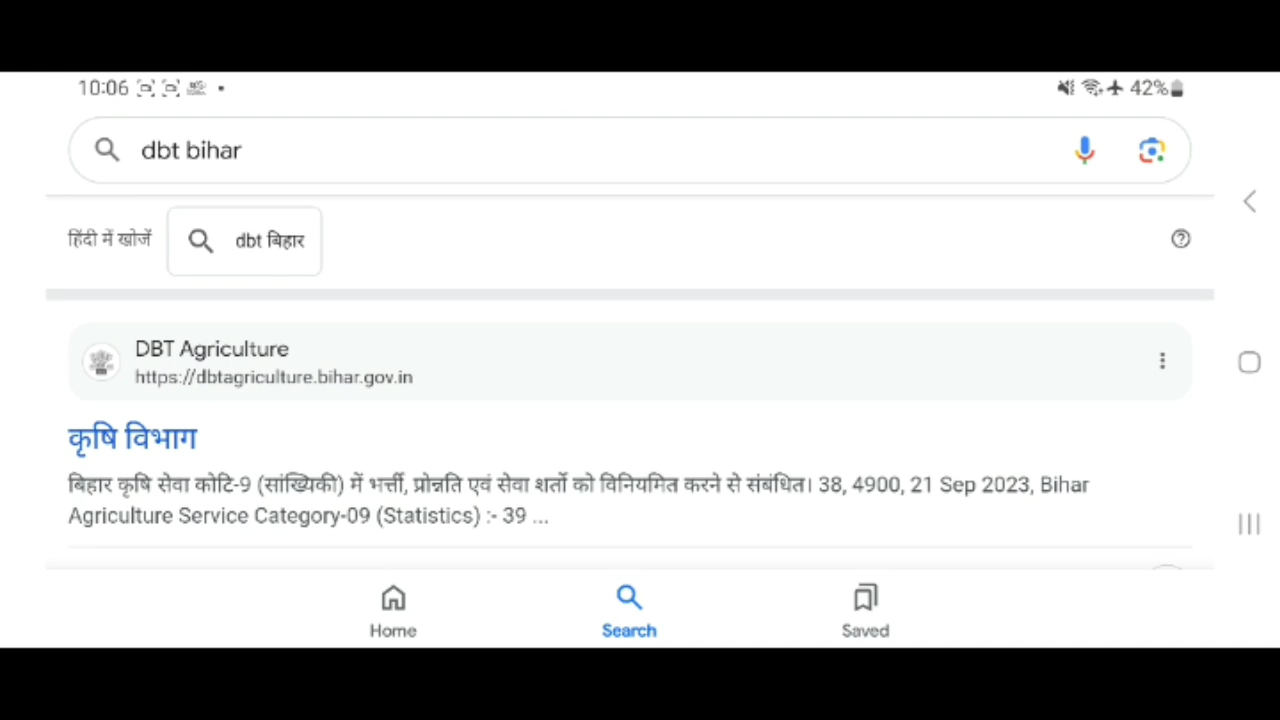 10:06 42%
dbt bihar
हिंदी में खोजें dbt बिहार
DBT Agriculture
https://dbtagriculture.bihar.gov.in
कृषि विभाग
बिहार कृषि सेवा कोटि-9 (सांख्यिकी) में भर्त्ती, प्रोन्नति एवं सेवा शर्तो को विनियमित करने से संबंधित। 38, 4900, 21 Sep 2023, Bihar
Agriculture Service Category-09 (Statistics) :- 39 ...
Home Search Saved